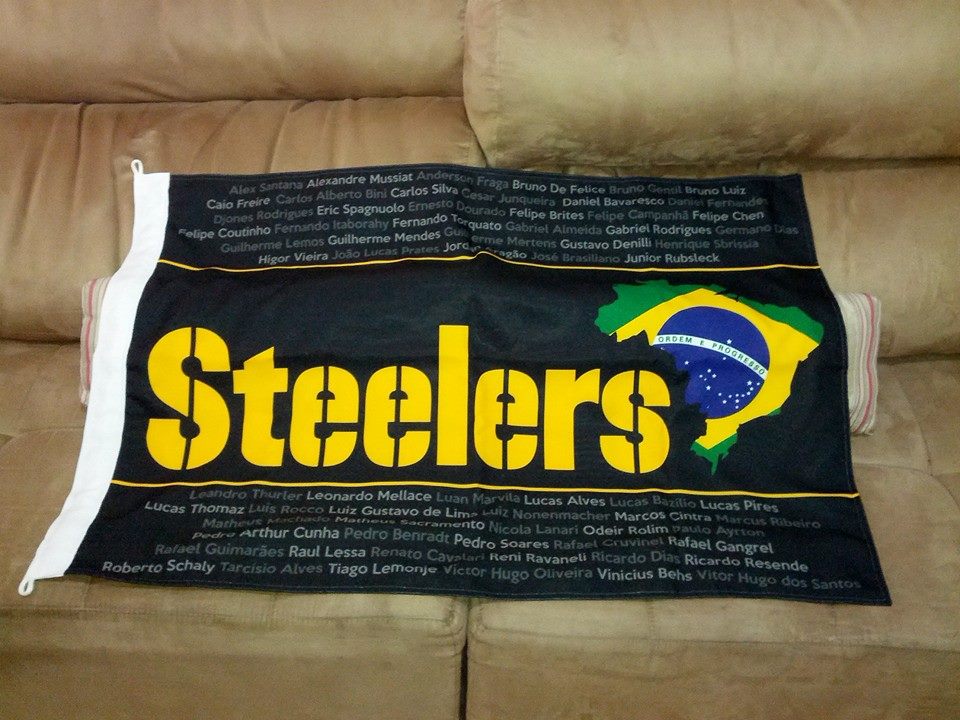 Alex Santana Alexandre Mussiat Anderson Fraga Bruno De Felice Bruno Gensil Bruno Luiz
Caio Freire Carlos Alberto Bini Carlos Silva Cesar Junqueira Daniel Bavaresco Daniel Fernandes
Djones Rodrigues Eric Spagnuolo Ernesto Dourado Felipe Brites Felipe Campanhã Felipe Chen
Felipe Coutinho Fernando Itaborahy Fernando Torquato Gabriel Almeida Gabriel Rodrigues Germano Dias
Guilherme Lemos Guilherme Mendes Guilherme Mertens Gustavo Denilli Henrique Sbrissia
Higor Vieira João Lucas Prates José Brasiliano Junior Rubsleck
Steelers
ORDEM E PROGRESSO
Leandro Thurler Leonardo Mellace Luan Marvila Lucas Alves Lucas Bazílio Lucas Pires
Lucas Thomaz Luis Rocco Luiz Gustavo de Lima Luiz Nonenmacher Marcos Cintra Marcus Ribeiro
Matheus Machado Matheus Sacramento Nicola Lanari Odeir Rolim Paulo Ayrton
Pedro Arthur Cunha Pedro Benradt Pedro Soares Rafael Cruvinel Rafael Gangrel
Rafael Guimarães Raul Lessa Renato Cavalari Reni Ravaneli Ricardo Dias Ricardo Resende
Roberto Schaly Tarcísio Alves Tiago Lemonje Victor Hugo Oliveira Vinicius Behs Vitor Hugo dos Santos